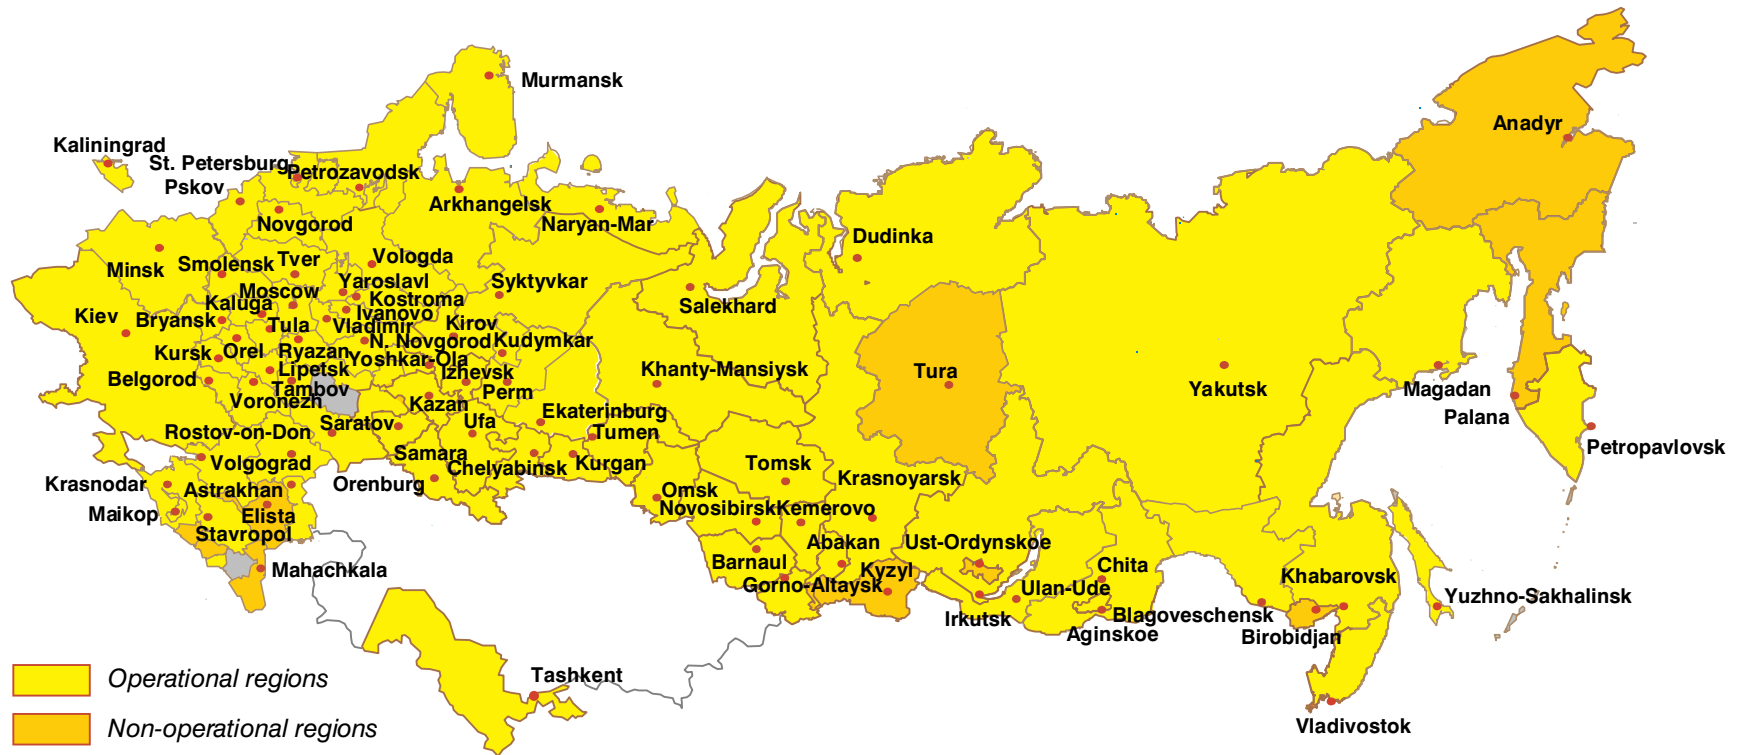 Murmansk
Kaliningrad
St. Petersburg
Petrozavodsk
Pskov
Arkhangelsk
Novgorod
Naryan-Mar
Anadyr
Dudinka
Minsk
Smolensk
Tver
Vologda
Yaroslavl
Syktyvkar
Moscow
Kostroma
Kaluga
Ivanovo
Salekhard
Kiev
Bryansk
Tula
Vladimir
Kirov
N. Novgorod
Kudymkar
Kursk
Orel
Ryazan
Yoshkar-Ola
Lipetsk
Izhevsk
Khanty-Mansiysk
Tura
Yakutsk
Magadan
Belgorod
Tambov
Perm
Voronezh
Kazan
Palana
Ekaterinburg
Saratov
Ufa
Tumen
Rostov-on-Don
Petropavlovsk
Samara
Volgograd
Chelyabinsk
Kurgan
Tomsk
Krasnoyarsk
Krasnodar
Astrakhan
Orenburg
Omsk
Maikop
Elista
Novosibirsk
Kemerovo
Stavropol
Abakan
Ust-Ordynskoe
Mahachkala
Barnaul
Kyzyl
Chita
Khabarovsk
Gorno-Altaysk
Ulan-Ude
Yuzhno-Sakhalinsk
Irkutsk
Blagoveschensk
Aginskoe
Birobidjan
Operational regions
Tashkent
Non-operational regions
Vladivostok